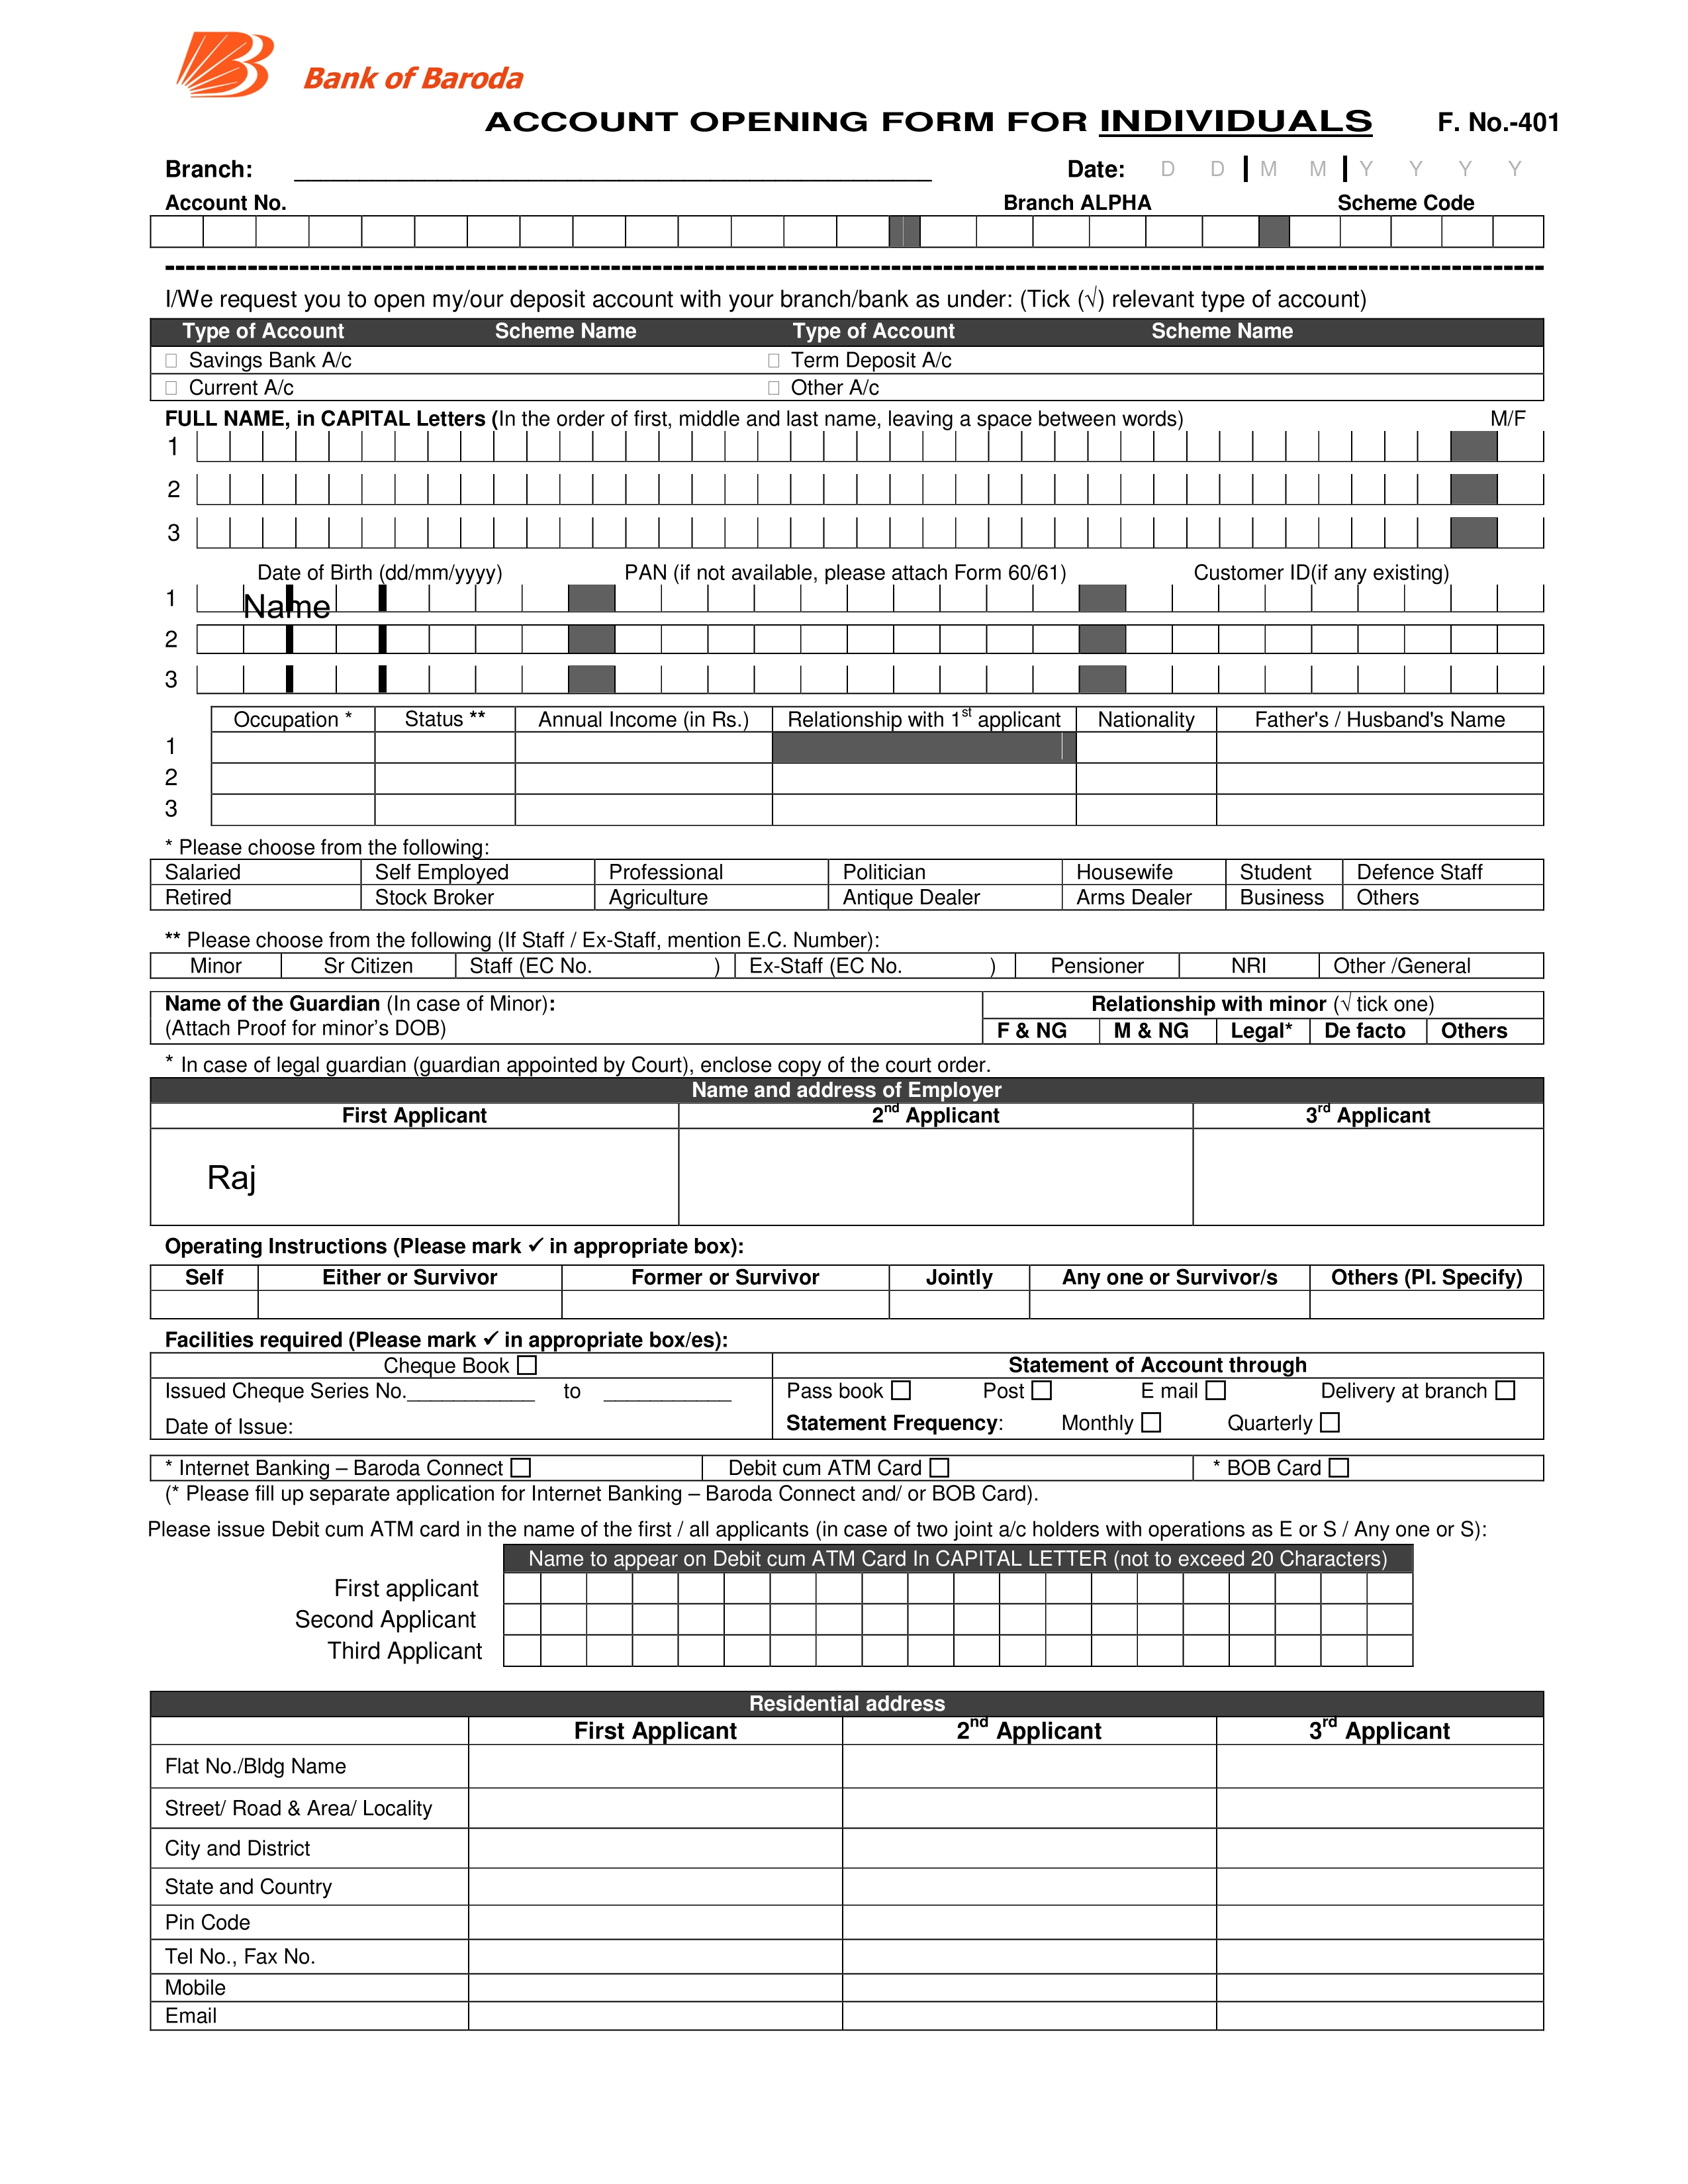 Bank of Baroda
ACCOUNT OPENING FORM FOR INDIVIDUALS F. No.-401
Branch: ______________________________ Date: D D M M Y Y Y Y
Account No. Branch ALPHA Scheme Code
I/We request you to open my/our deposit account with your branch/bank as under: (Tick (√) relevant type of account)
Type of Account Scheme Name Type of Account Scheme Name
□ Savings Bank A/c □ Term Deposit A/c
□ Current A/c □ Other A/c
FULL NAME, in CAPITAL Letters (In the order of first, middle and last name, leaving a space between words) M/F
1
2
3
Date of Birth (dd/mm/yyyy) PAN (if not available, please attach Form 60/61) Customer ID(if any existing)
1 Name
2
3
Occupation * Status ** Annual Income (in Rs.) Relationship with 1st applicant Nationality Father's / Husband's Name
1
2
3
* Please choose from the following:
Salaried Self Employed Professional Politician Housewife Student Defence Staff
Retired Stock Broker Agriculture Antique Dealer Arms Dealer Business Others
** Please choose from the following (If Staff / Ex-Staff, mention E.C. Number):
Minor Sr Citizen Staff (EC No. ) Ex-Staff (EC No. ) Pensioner NRI Other /General
Name of the Guardian (In case of Minor): Relationship with minor (√ tick one)
(Attach Proof for minor’s DOB) F & NG M & NG Legal* De facto Others
* In case of legal guardian (guardian appointed by Court), enclose copy of the court order.
Name and address of Employer
First Applicant 2nd Applicant 3rd Applicant
Raj
Operating Instructions (Please mark ✓ in appropriate box):
Self Either or Survivor Former or Survivor Jointly Any one or Survivor/s Others (Pl. Specify)
Facilities required (Please mark ✓ in appropriate box/es):
Cheque Book □ Statement of Account through
Issued Cheque Series No.___________ to ___________ Pass book □ Post □ E mail □ Delivery at branch □
Date of Issue: Statement Frequency: Monthly □ Quarterly □
* Internet Banking – Baroda Connect □ Debit cum ATM Card □ * BOB Card □
(* Please fill up separate application for Internet Banking – Baroda Connect and/ or BOB Card).
Please issue Debit cum ATM card in the name of the first / all applicants (in case of two joint a/c holders with operations as E or S / Any one or S):
Name to appear on Debit cum ATM Card In CAPITAL LETTER (not to exceed 20 Characters)
First applicant
Second Applicant
Third Applicant
Residential address
First Applicant 2nd Applicant 3rd Applicant
Flat No./Bldg Name
Street/ Road & Area/ Locality
City and District
State and Country
Pin Code
Tel No., Fax No.
Mobile
Email